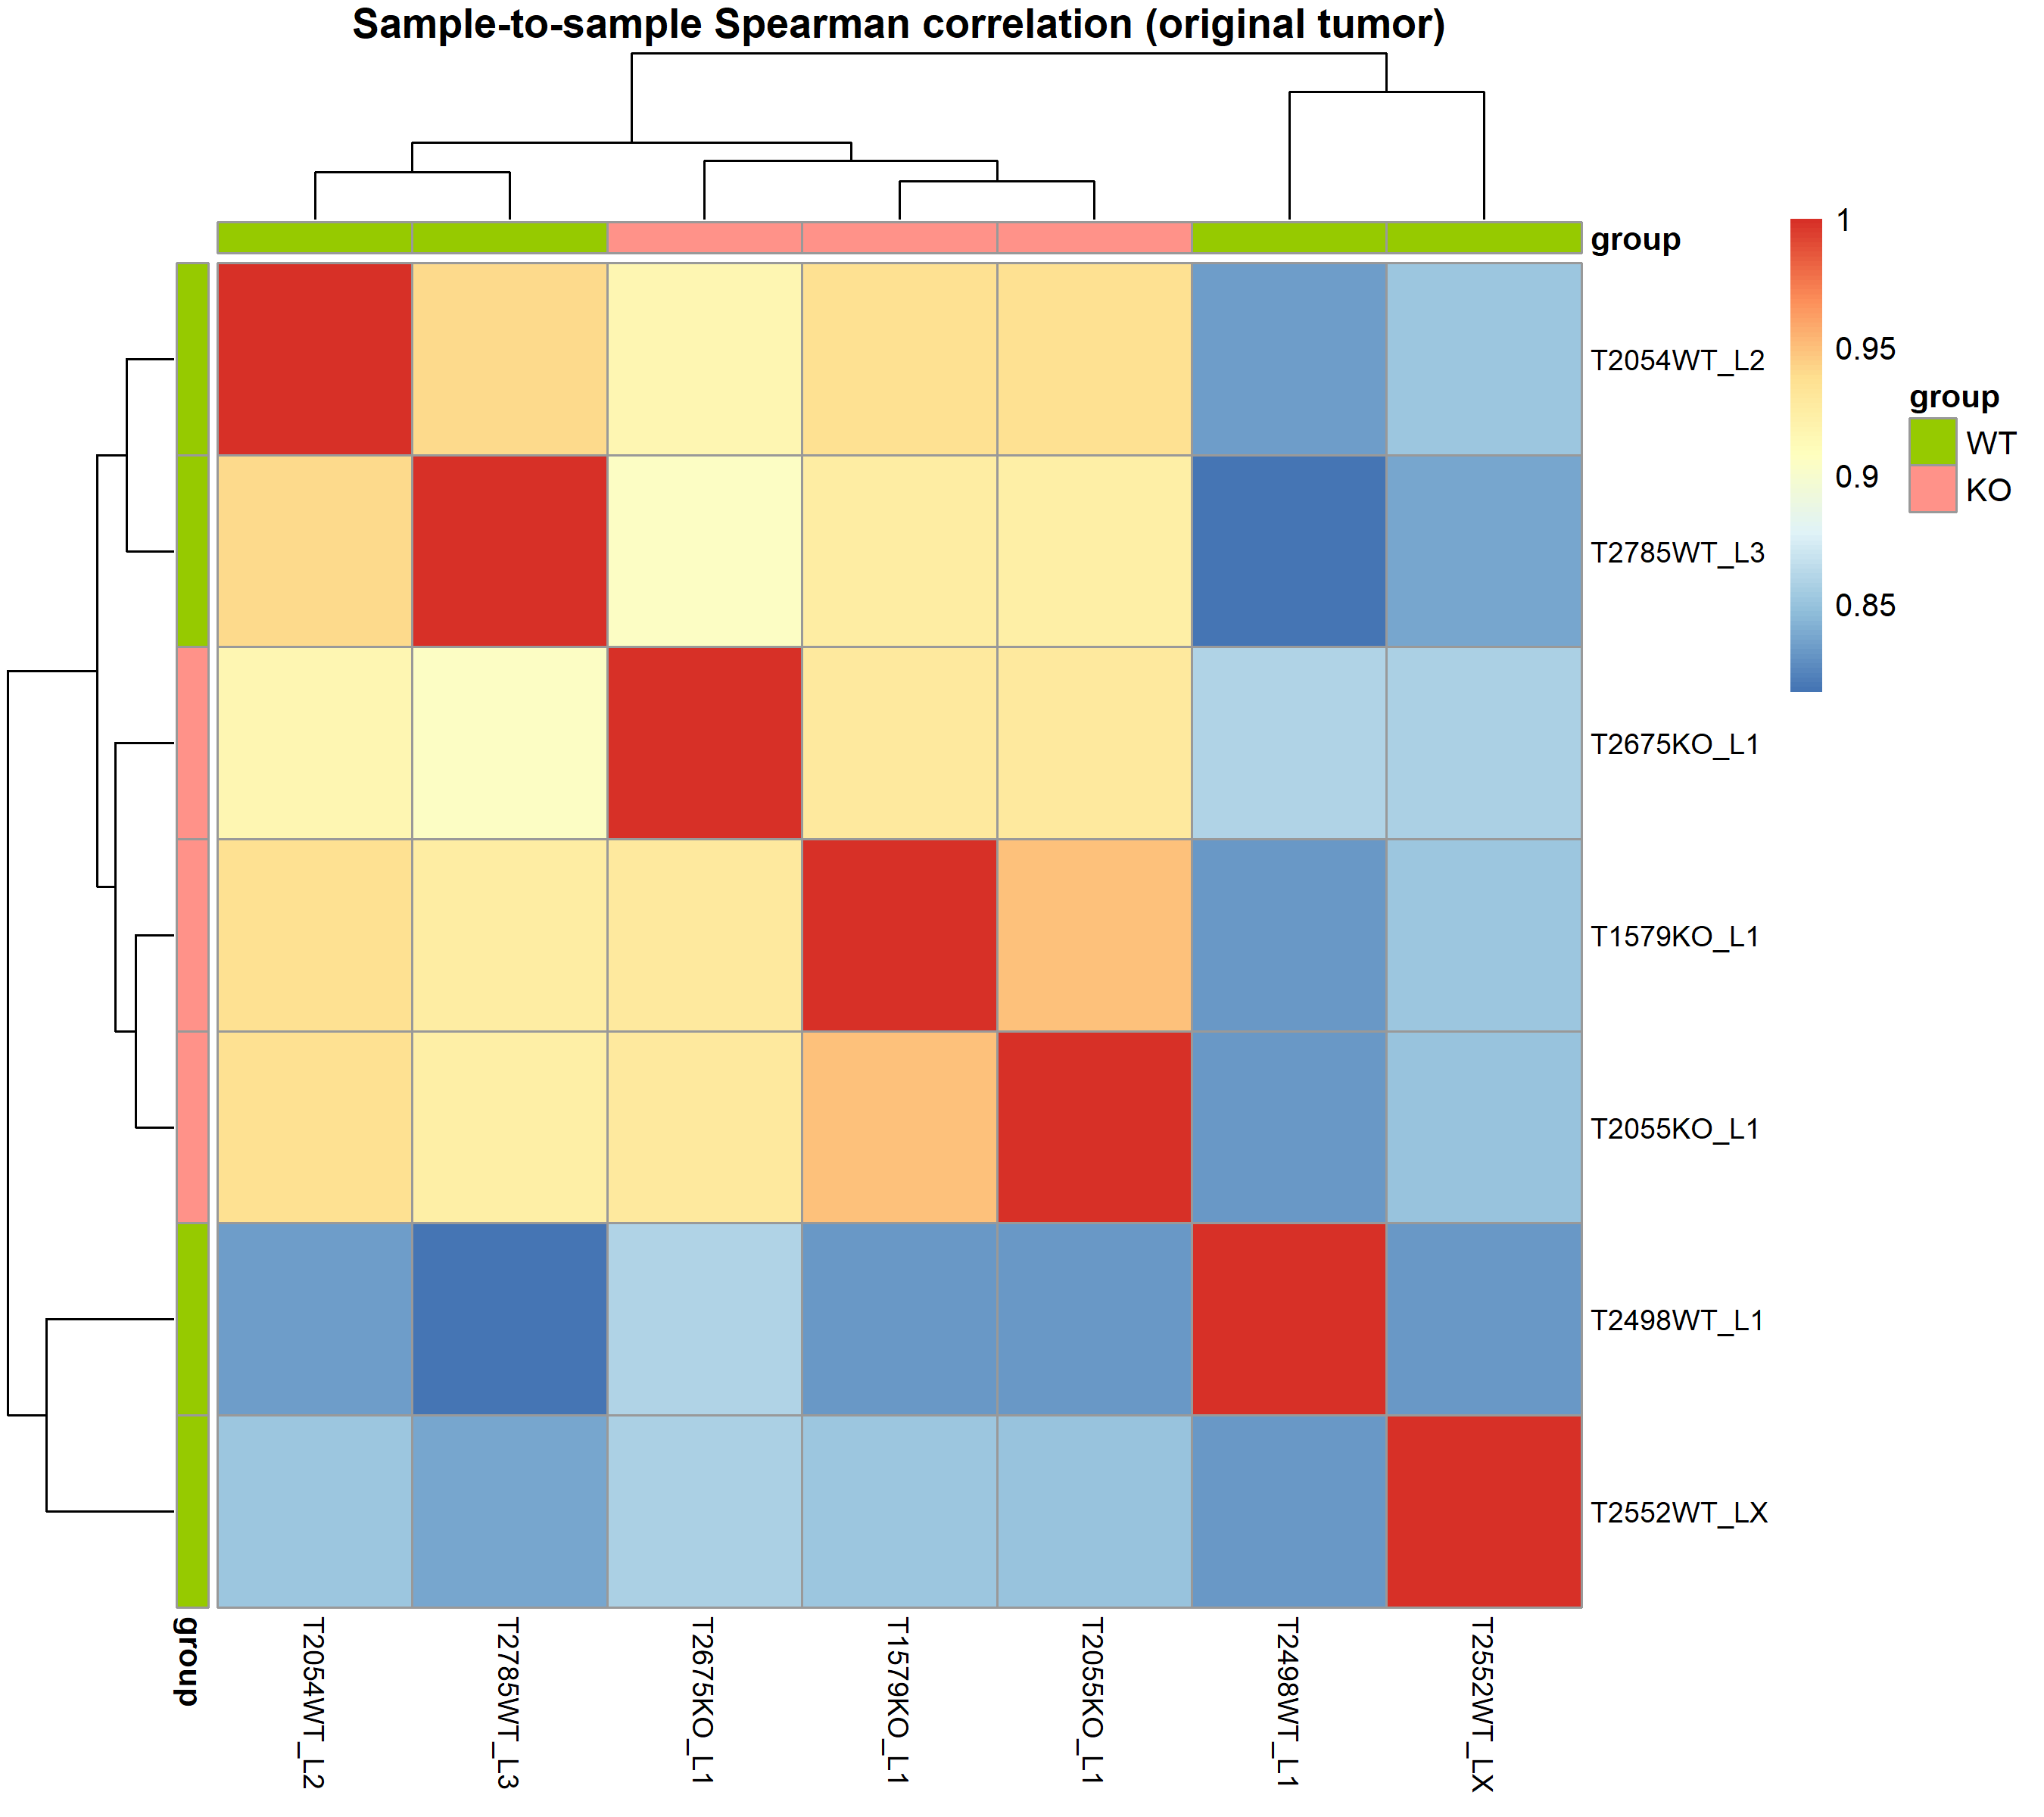 Sample-to-sample Spearman correlation (original tumor)
group
1
0.95
0.9
0.85
group
WT
KO
T2054WT_L2
T2785WT_L3
T2675KO_L1
T1579KO_L1
T2055KO_L1
T2498WT_L1
T2552WT_LX
group
T2054WT_L2
T2785WT_L3
T2675KO_L1
T1579KO_L1
T2055KO_L1
T2498WT_L1
T2552WT_LX